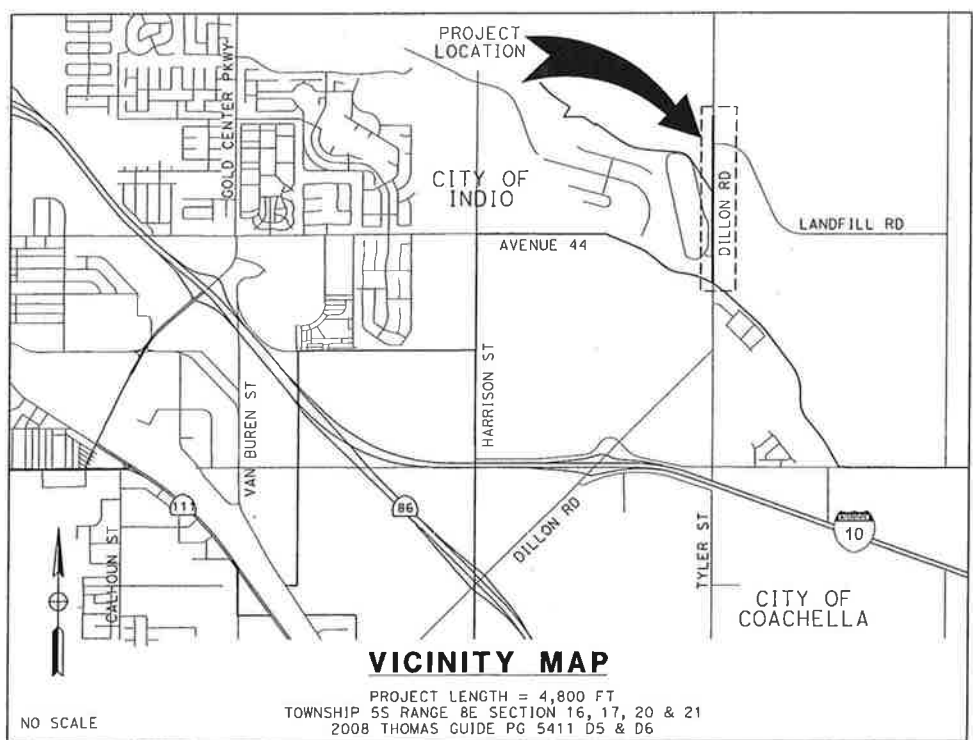 PROJECT
LOCATION
GOLD CENTER PKWY
CITY OF
INDIO
DILLON RD
LANDFILL RD
AVENUE 44
HARRISON ST
VAN BUREN ST
111
86
DILLON RD
10
CALHOUN ST
TYLER ST
CITY OF
COACHELLA
VICINITY MAP
PROJECT LENGTH = 4,800 FT
TOWNSHIP 5S RANGE 8E SECTION 16, 17, 20 & 21
2008 THOMAS GUIDE PG 5411 D5 & D6
NO SCALE